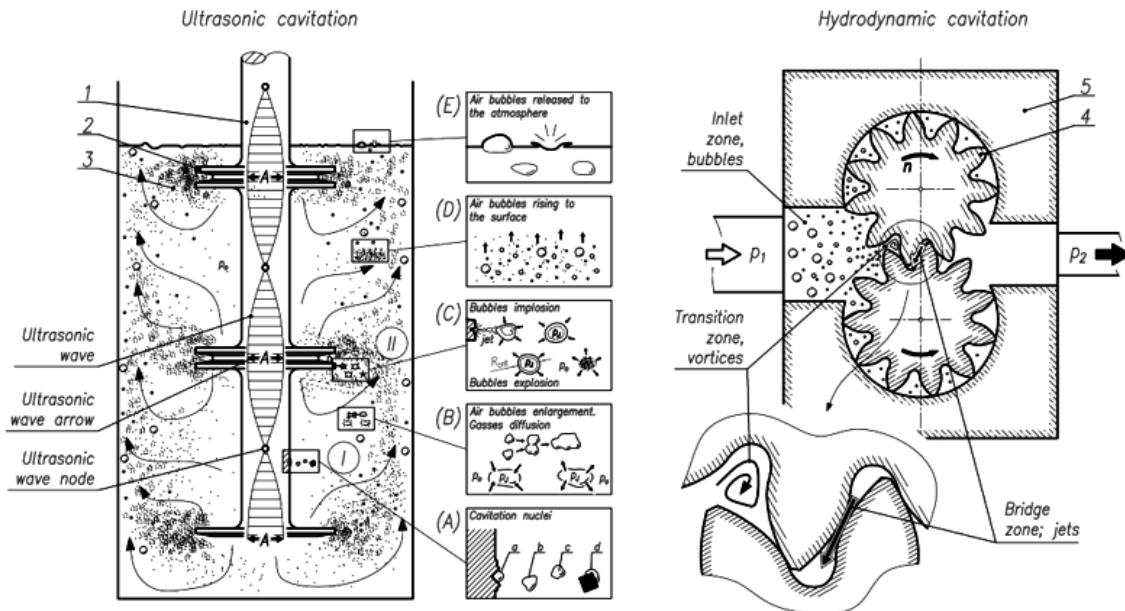 Ultrasonic cavitation
1
2
3
A
A
A
p₀
II
I
Ultrasonic
wave
Ultrasonic
wave arrow
Ultrasonic
wave node
(E)
Air bubbles released to
the atmosphere
(D)
Air bubbles rising to
the surface
(C)
Bubbles implosion
jet
Rcrit
Bubbles explosion
(B)
Air bubbles enlargement.
Gasses diffusion
(A)
Cavitation nuclei
a
b
c
d
Hydrodynamic cavitation
5
4
Inlet
zone,
bubbles
n
p₁
p₂
Transition
zone,
vortices
Bridge
zone; jets